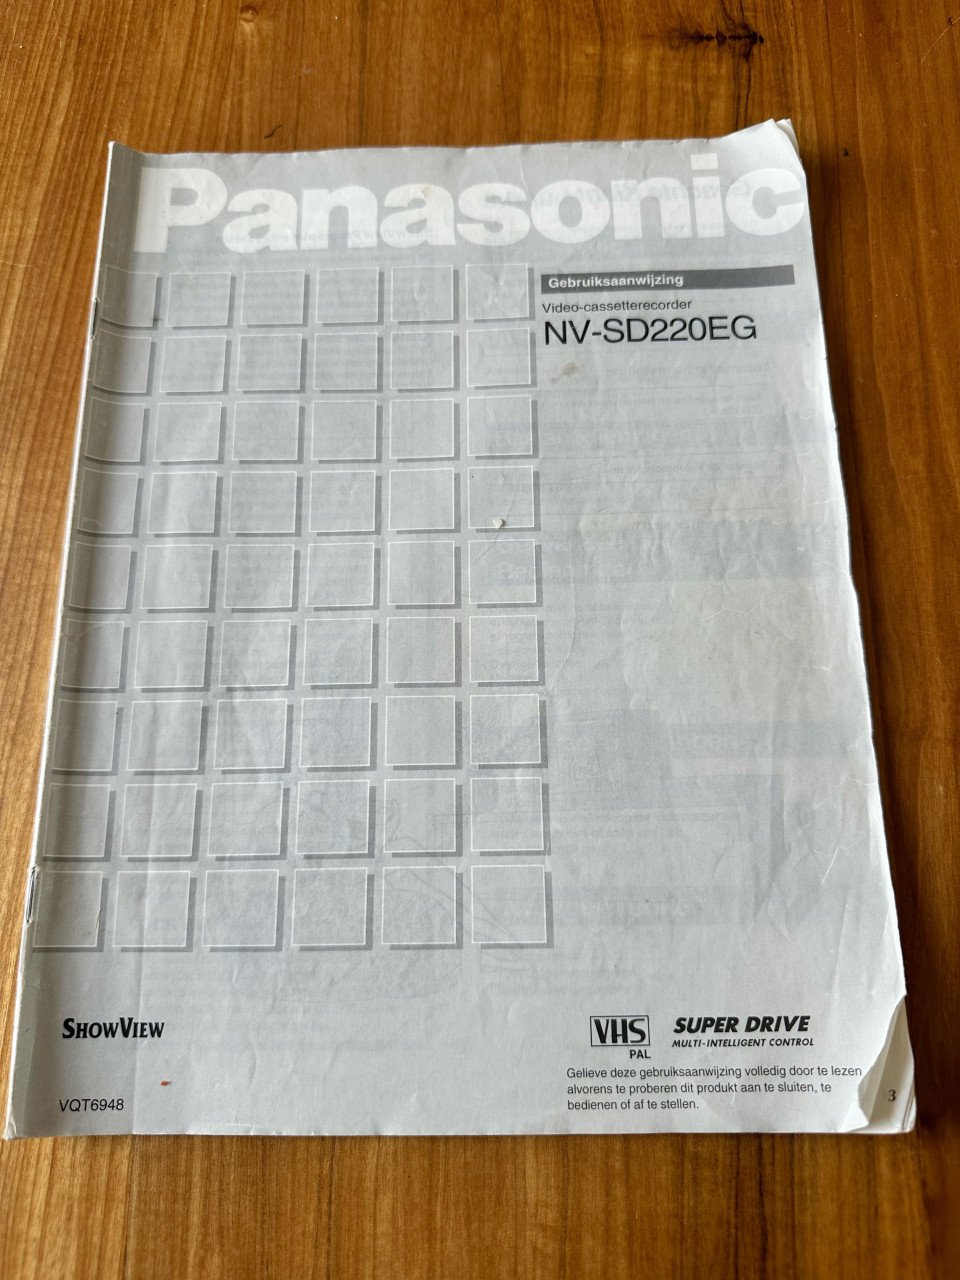 Panasonic
Gebruiksaanwijzing
Video-cassetterecorder
NV-SD220EG
SHOWVIEW
VHS
PAL
SUPER DRIVE
MULTI-INTELLIGENT CONTROL
Gelieve deze gebruiksaanwijzing volledig door te lezen
alvorens te proberen dit produkt aan te sluiten, te
bedienen of af te stellen.
VQT6948
3